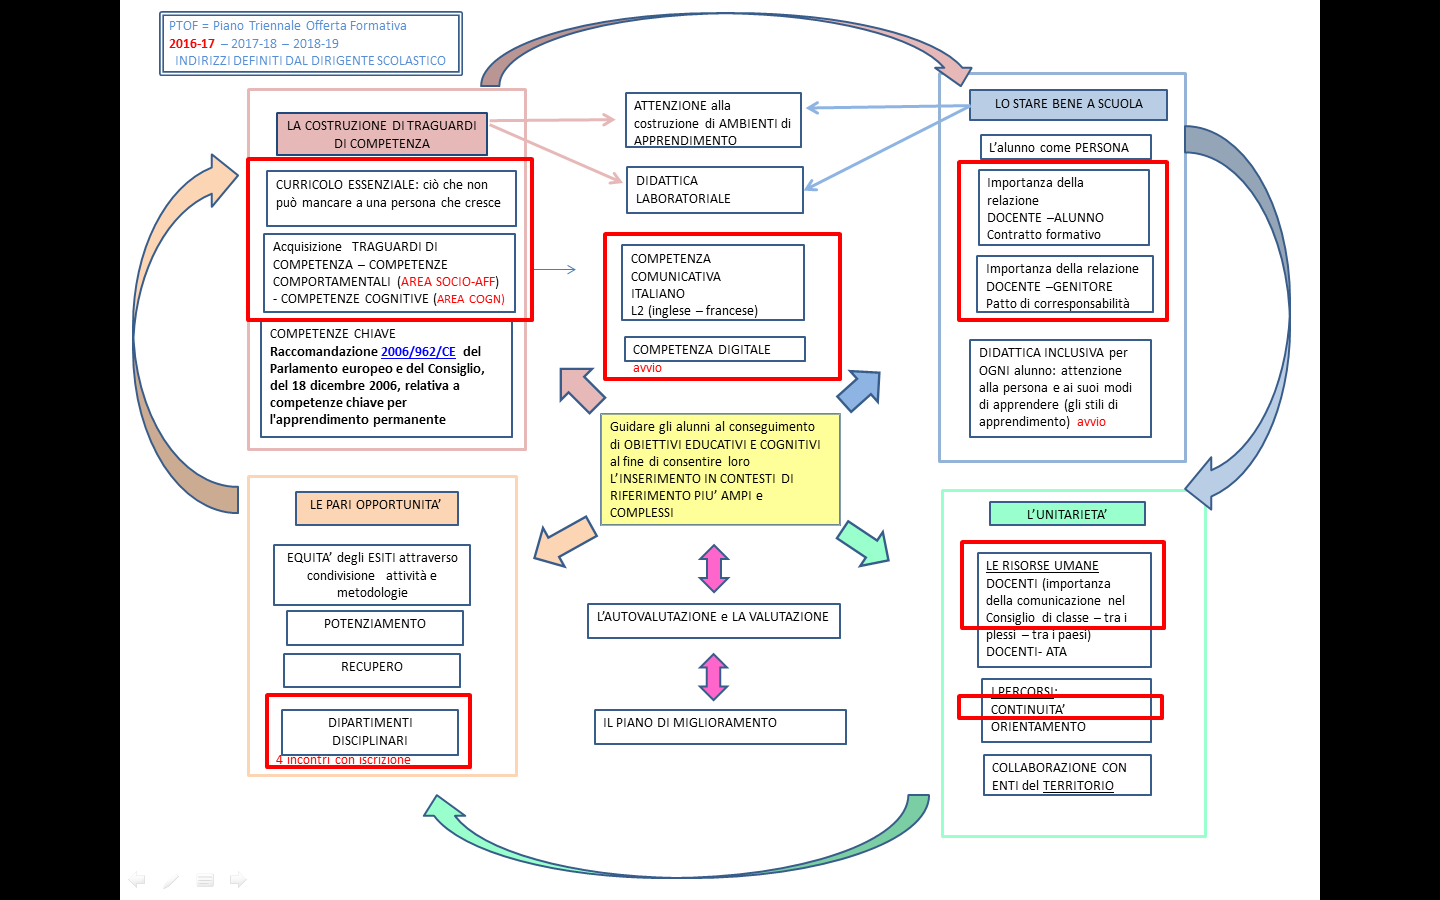 PTOF = Piano Triennale Offerta Formativa
2016-17 – 2017-18 – 2018-19
INDIRIZZI DEFINITI DAL DIRIGENTE SCOLASTICO
LA COSTRUZIONE DI TRAGUARDI
DI COMPETENZA
CURRICOLO ESSENZIALE: ciò che non
può mancare a una persona che cresce
Acquisizione TRAGUARDI DI
COMPETENZA – COMPETENZE
COMPORTAMENTALI (AREA SOCIO-AFF)
- COMPETENZE COGNITIVE (AREA COGN)
COMPETENZE CHIAVE
Raccomandazione 2006/962/CE del
Parlamento europeo e del Consiglio,
del 18 dicembre 2006, relativa a
competenze chiave per
l'apprendimento permanente
ATTENZIONE alla
costruzione di AMBIENTI di
APPRENDIMENTO
DIDATTICA
LABORATORIALE
COMPETENZA
COMUNICATIVA
ITALIANO
L2 (inglese – francese)
COMPETENZA DIGITALE
avvio
LO STARE BENE A SCUOLA
L'alunno come PERSONA
Importanza della
relazione
DOCENTE –ALUNNO
Contratto formativo
Importanza della relazione
DOCENTE –GENITORE
Patto di corresponsabilità
DIDATTICA INCLUSIVA per
OGNI alunno: attenzione
alla persona e ai suoi modi
di apprendere (gli stili di
apprendimento) avvio
Guidare gli alunni al conseguimento
di OBIETTIVI EDUCATIVI E COGNITIVI
al fine di consentire loro
L'INSERIMENTO IN CONTESTI DI
RIFERIMENTO PIU' AMPI e
COMPLESSI
LE PARI OPPORTUNITA'
EQUITA' degli ESITI attraverso
condivisione attività e
metodologie
POTENZIAMENTO
RECUPERO
DIPARTIMENTI
DISCIPLINARI
4 incontri con iscrizione
L'AUTOVALUTAZIONE e LA VALUTAZIONE
IL PIANO DI MIGLIORAMENTO
L'UNITARIETA'
LE RISORSE UMANE
DOCENTI (importanza
della comunicazione nel
Consiglio di classe – tra i
plessi – tra i paesi)
DOCENTI- ATA
I PERCORSI:
CONTINUITA'
ORIENTAMENTO
COLLABORAZIONE CON
ENTI del TERRITORIO